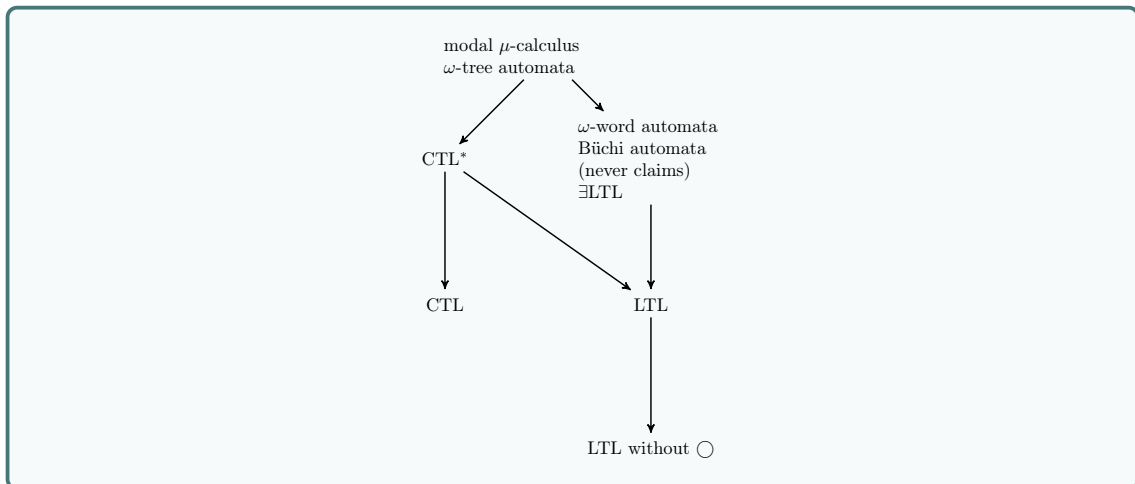 modal μ-calculus
ω-tree automata
ω-word automata
Büchi automata
(never claims)
∃LTL
CTL*
CTL
LTL
LTL without ◯